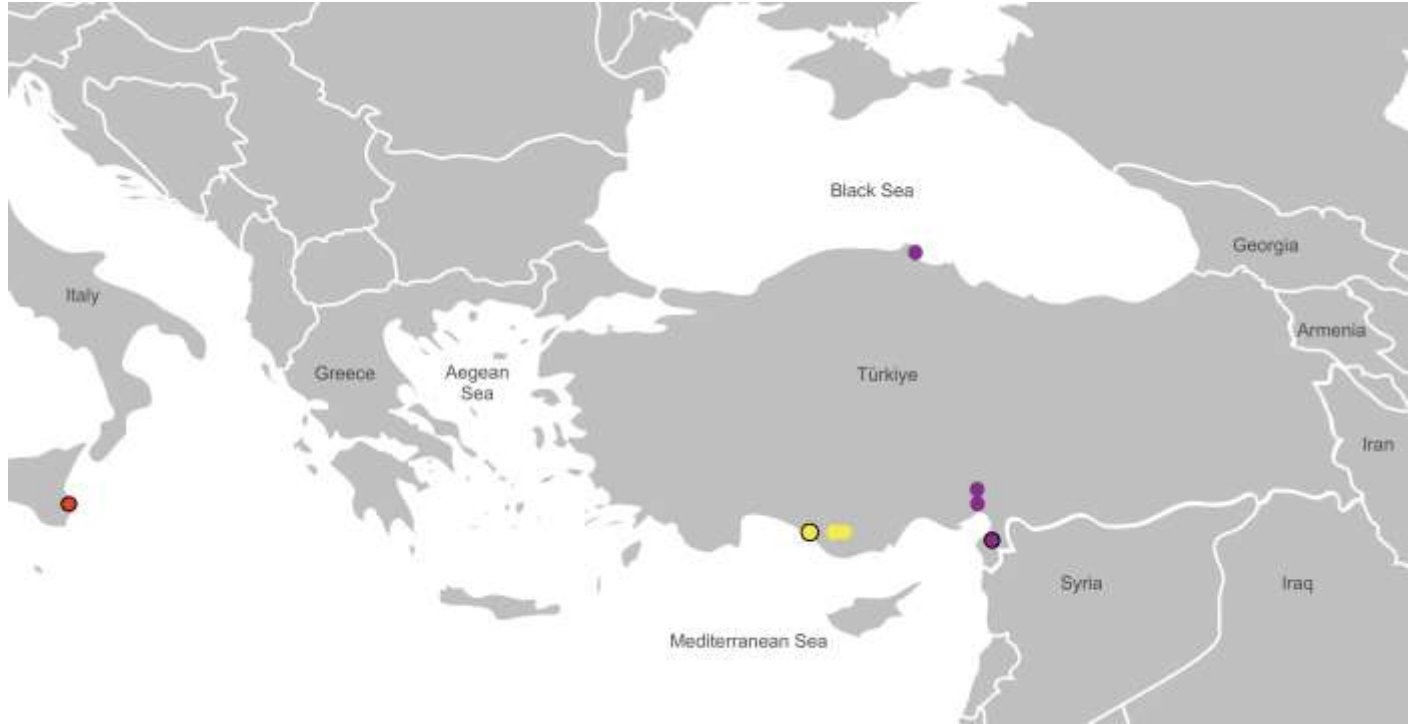 Black Sea
Georgia
Italy
Armenia
Greece
Aegean
Sea
Türkiye
Iran
Syria
Iraq
Mediterranean Sea